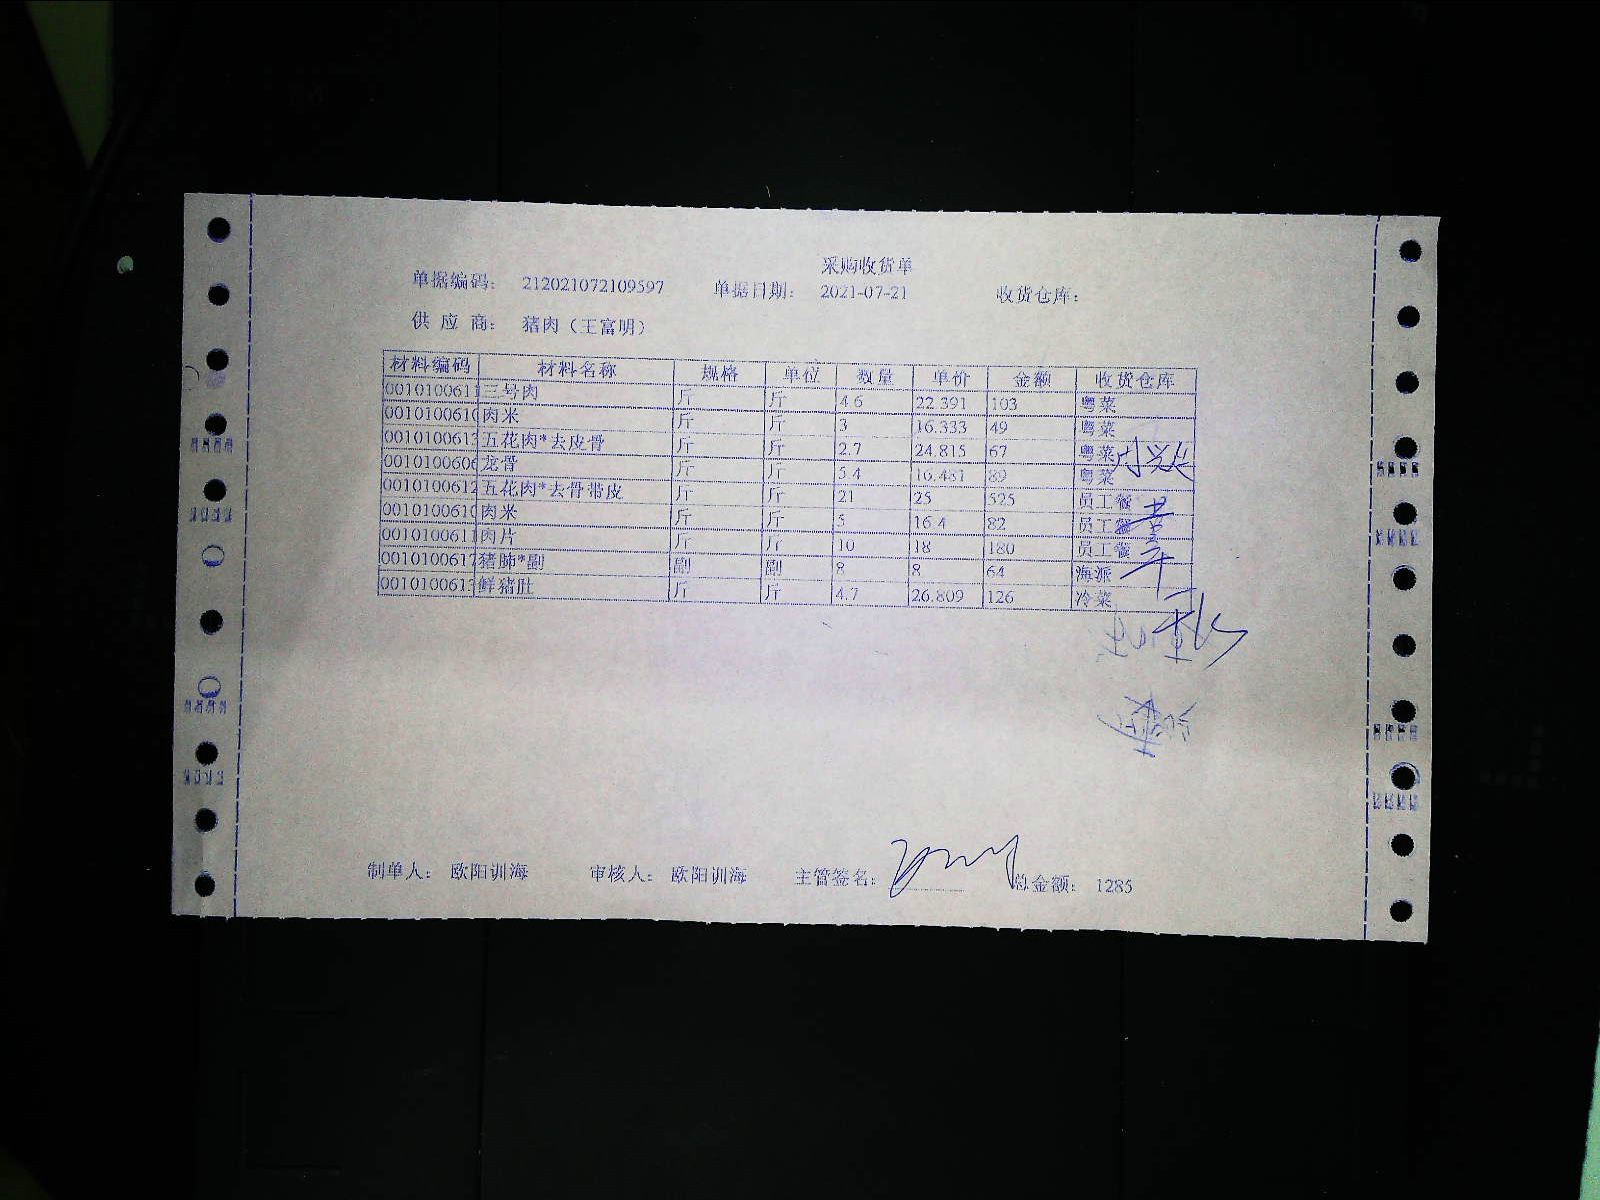 采购收货单
单据编码： 212021072109597 单据日期： 2021-07-21 收货仓库：
供 应 商： 猪肉（王富明）
材料编码 材料名称 规格 单位 数量 单价 金额 收货仓库
0010100611 三号肉 斤 斤 4.6 22.391 103 粤菜
001010061 肉米 斤 斤 3 16.333 49 粤菜
001010061 五花肉*去皮骨 斤 斤 2.7 24.815 67 粤菜
001010060 龙骨 斤 斤 5.4 16.481 89 粤菜
001010061 五花肉*去骨带皮 斤 斤 21 25 525 员工餐
001010061 肉米 斤 斤 5 16.4 82 员工餐
0010100611 肉片 斤 斤 10 18 180 员工餐
0010100617 猪肺*副 副 副 8 8 64 海派
001010061 鲜猪肚 斤 斤 4.7 26.809 126 冷菜
制单人： 欧阳训海 审核人： 欧阳训海 主管签名： 总金额： 1285